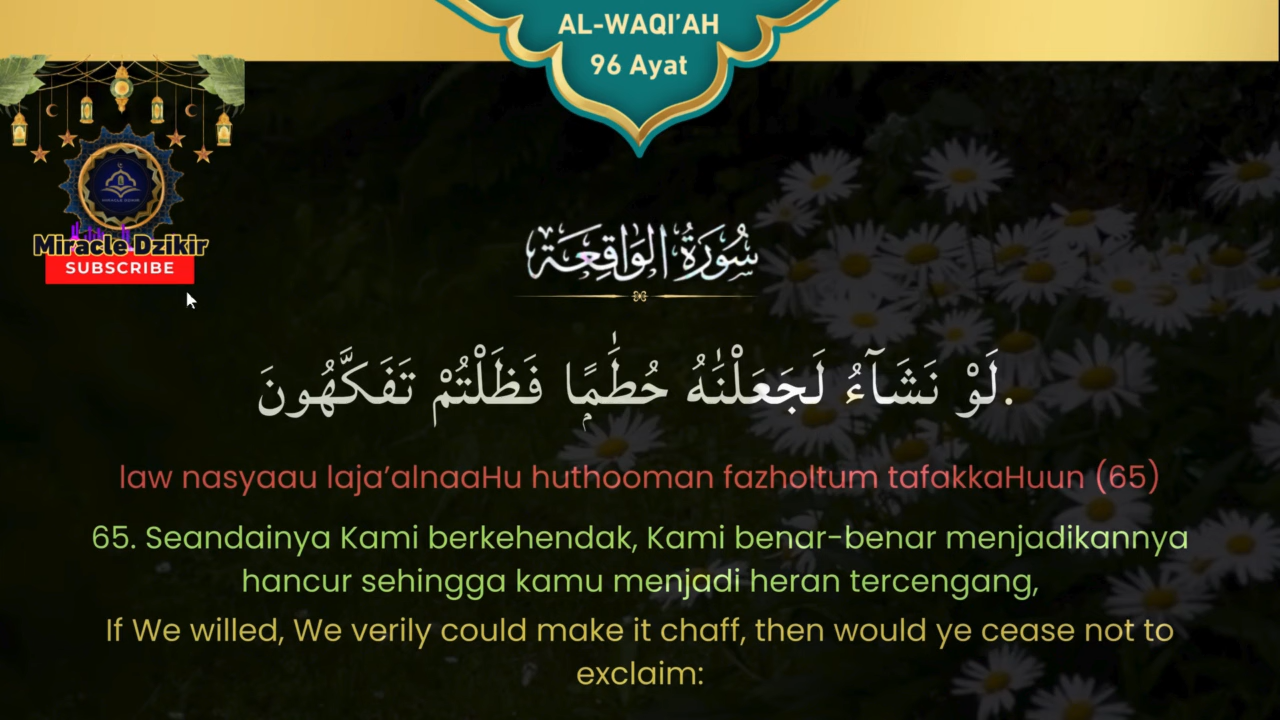 AL-WAQI’AH
96 Ayat
Miracle Dzikir
SUBSCRIBE
سُورَةُ الوَاقِعَة
لَوْ نَشَآءُ لَجَعَلْنَٰهُ حُطَٰمًۭا فَظَلْتُمْ تَفَكَّهُونَ.
law nasyaau laja’alnaaHu huthooman fazholtum tafakkaHuun (65)
65. Seandainya Kami berkehendak, Kami benar-benar menjadikannya
hancur sehingga kamu menjadi heran tercengang,
If We willed, We verily could make it chaff, then would ye cease not to
exclaim: